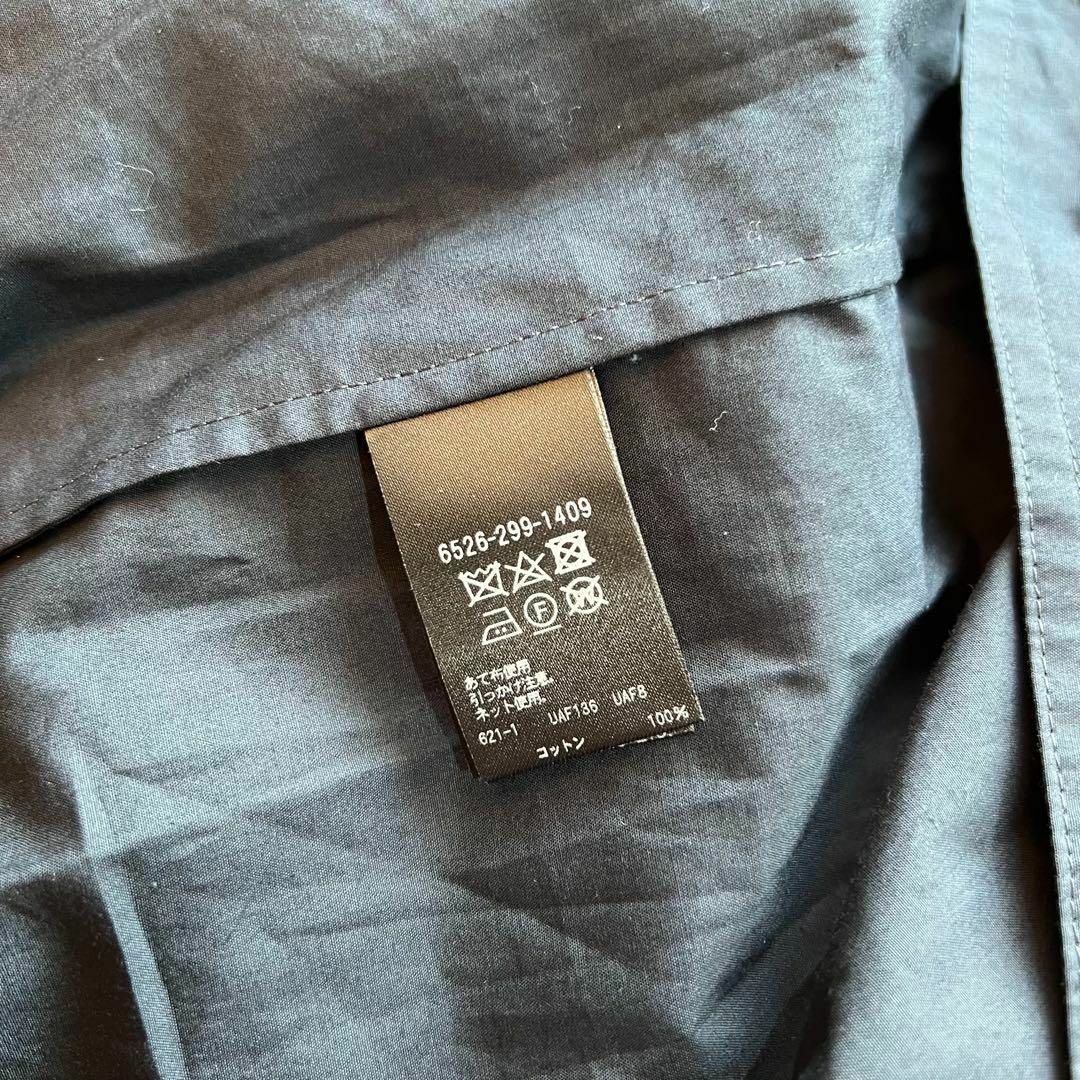 6526-299-1409
F
W
あて布使用
引っかけ注意。
ネット使用。
621-1 UAF136 UAF8
コットン 100%